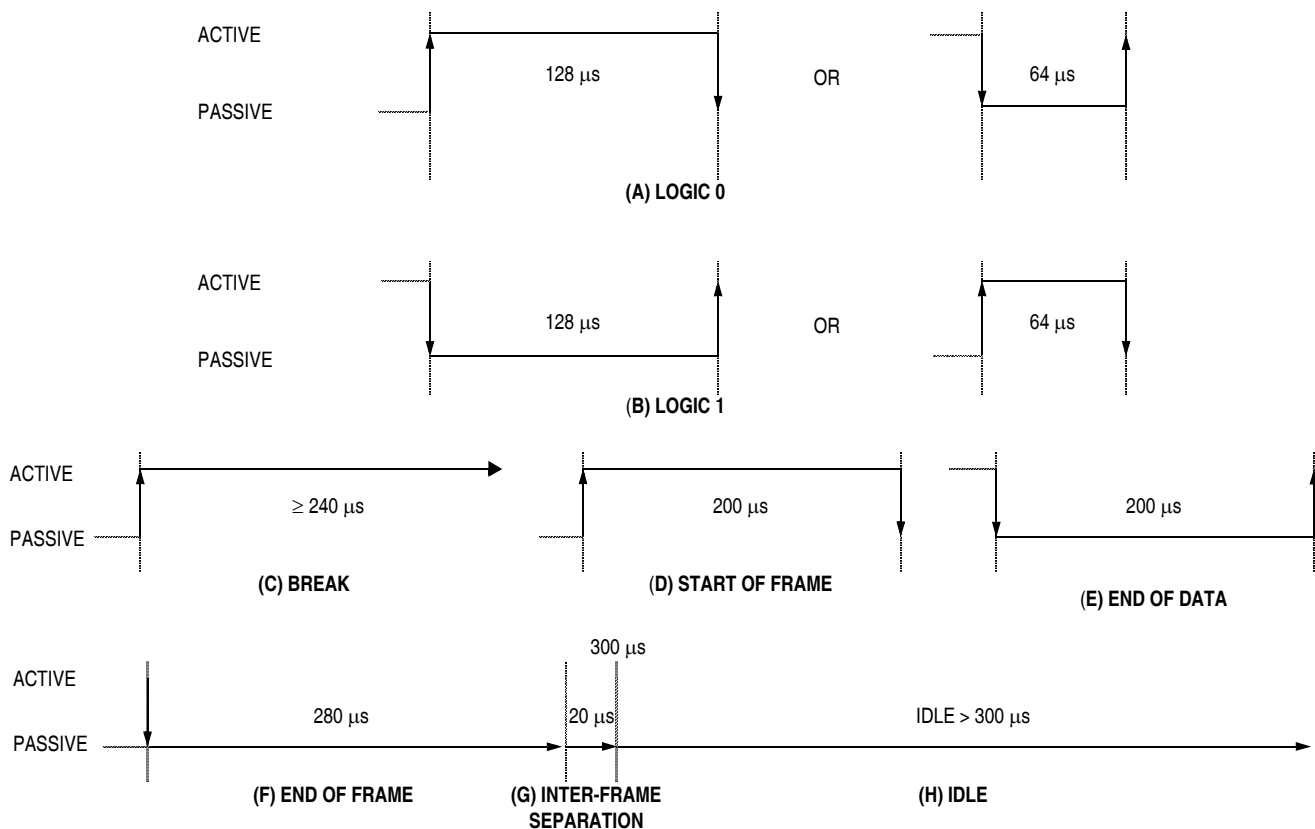 ACTIVE
128 μs
OR
64 μs
PASSIVE
(A) LOGIC 0
ACTIVE
128 μs
OR
64 μs
PASSIVE
(B) LOGIC 1
ACTIVE
≥ 240 μs
200 μs
200 μs
PASSIVE
(C) BREAK
(D) START OF FRAME
(E) END OF DATA
300 μs
ACTIVE
280 μs
20 μs
IDLE > 300 μs
PASSIVE
(F) END OF FRAME
(G) INTER-FRAME
SEPARATION
(H) IDLE